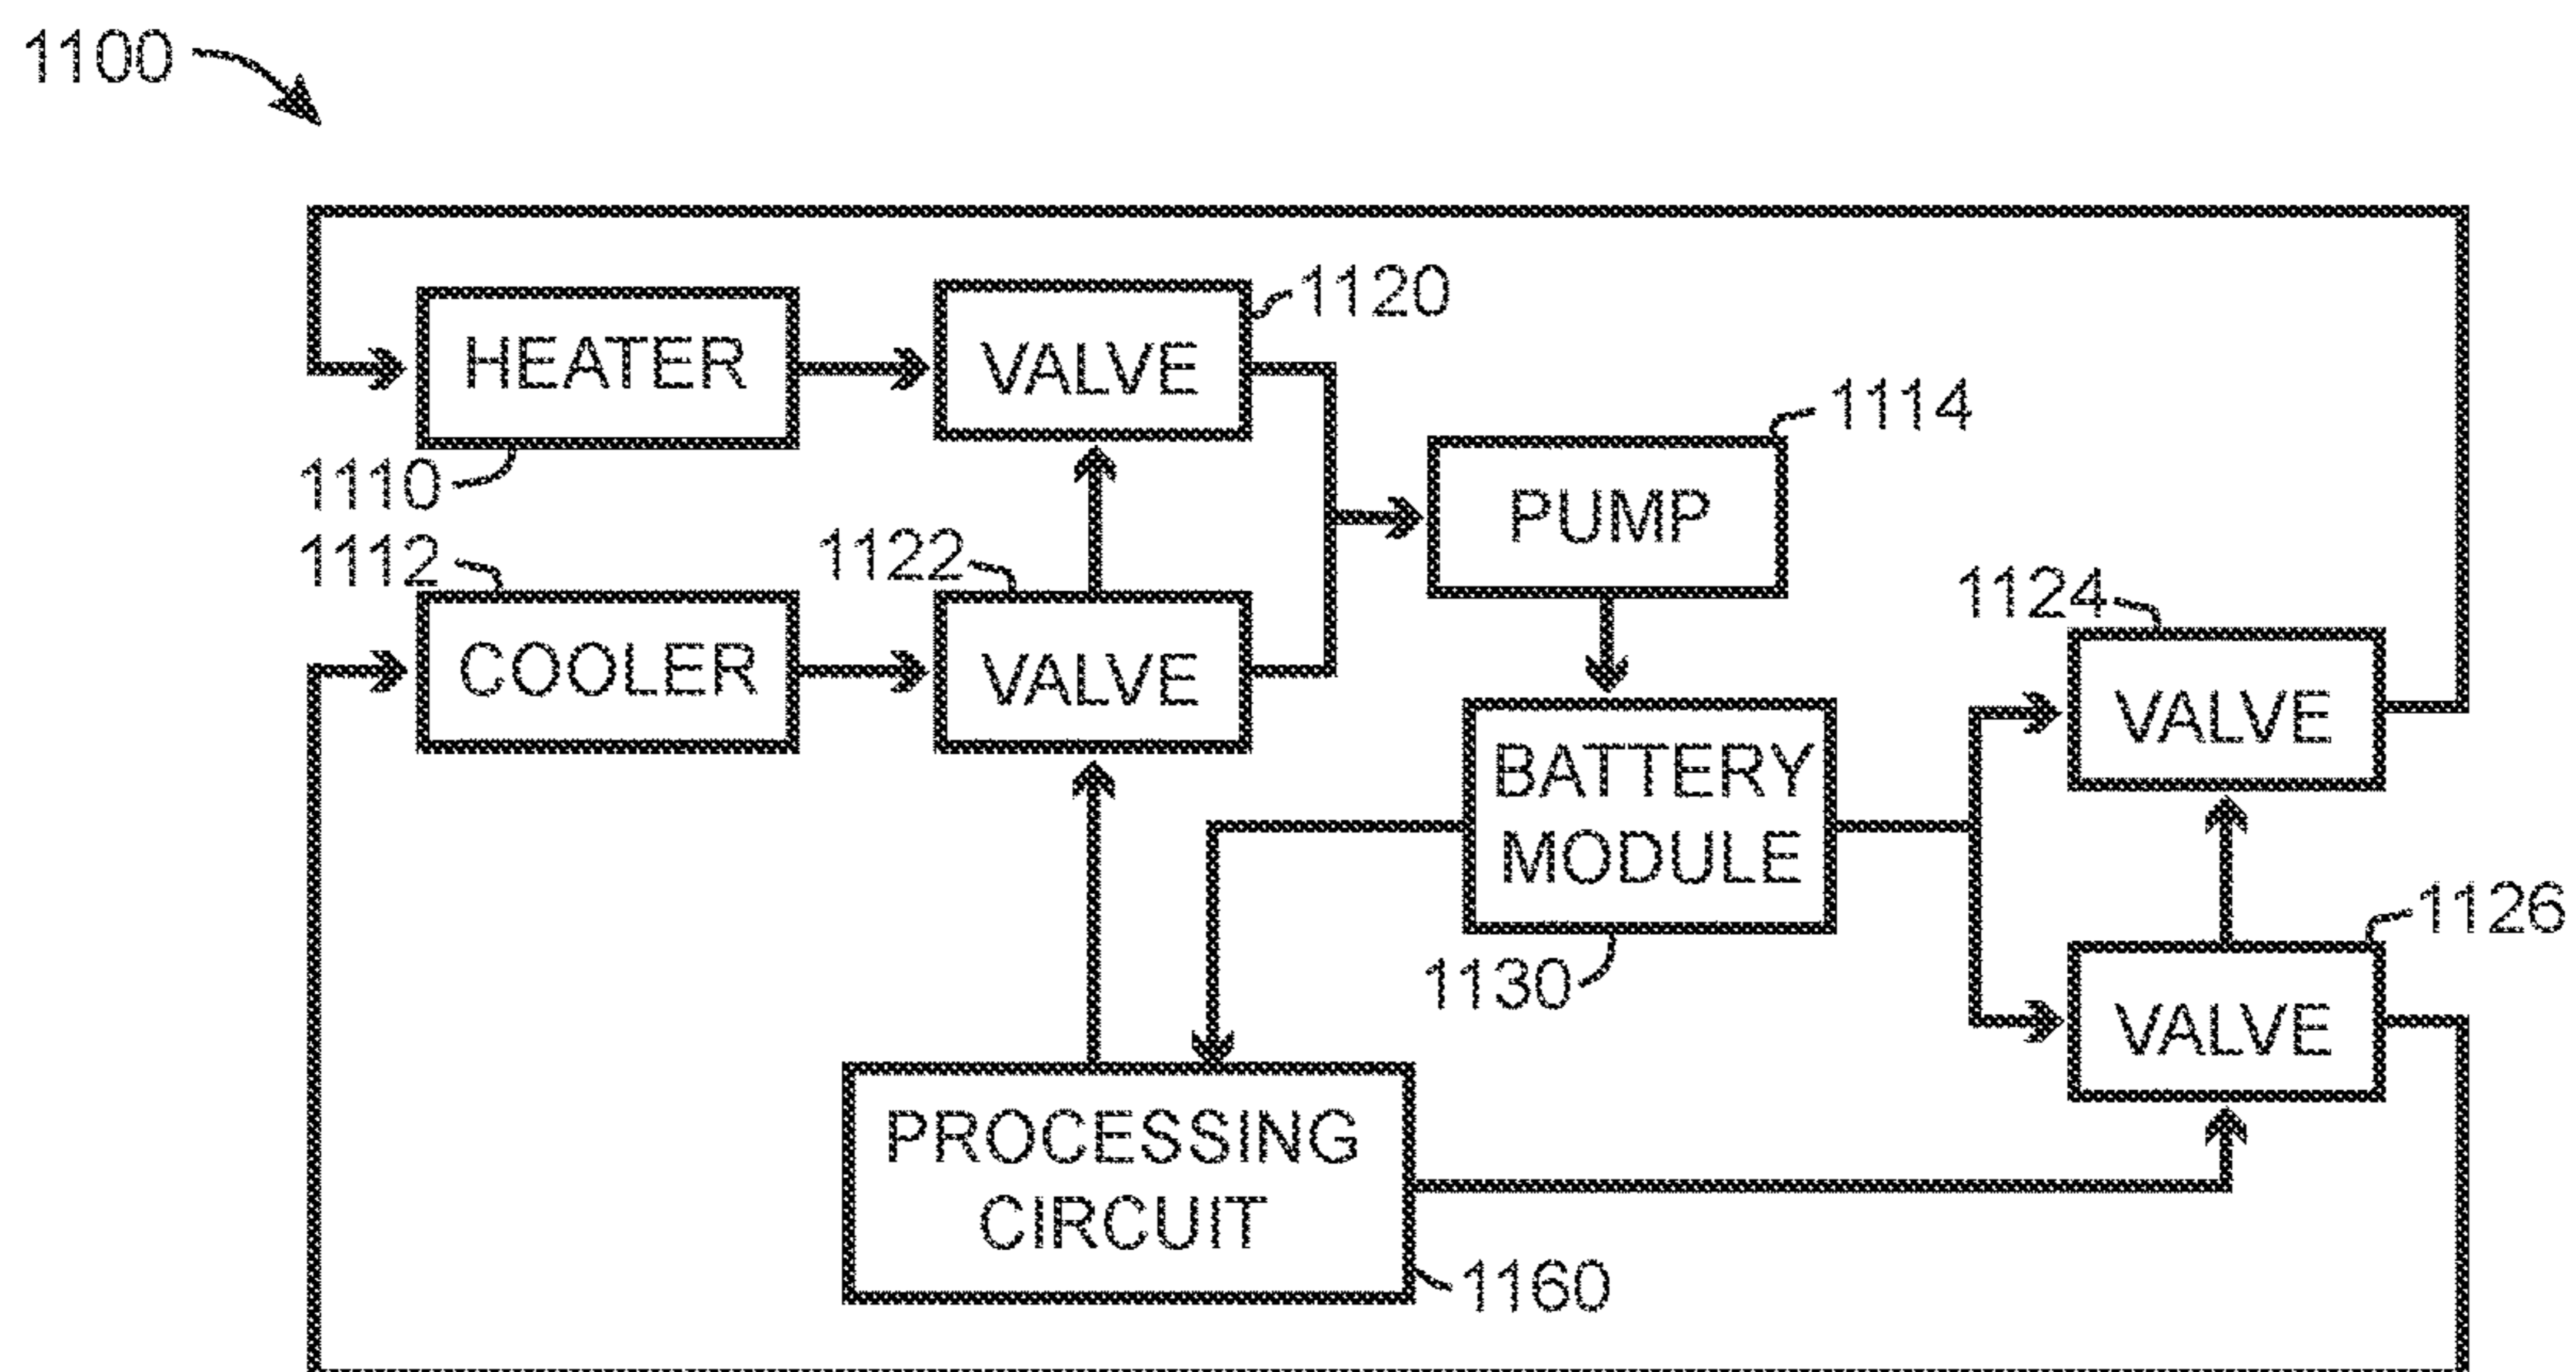 1100
HEATER
1110
VALVE
1120
PUMP
1114
1112
COOLER
1122
VALVE
1124
VALVE
BATTERY
MODULE
1130
1126
VALVE
PROCESSING
CIRCUIT
1160